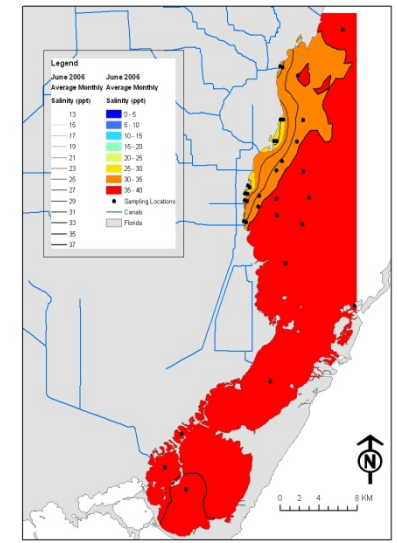 Legend
June 2006 June 2006
Average Monthly Average Monthly
Salinity (ppt) Salinity (ppt)
13 0 - 5
15 5 - 10
17 10 - 15
19 15 - 20
21 20 - 25
23 25 - 30
25 30 - 35
27 35 - 40
29 Sampling Locations
31 Canals
33 Florida
35
37
N
0 2 4 8 KM